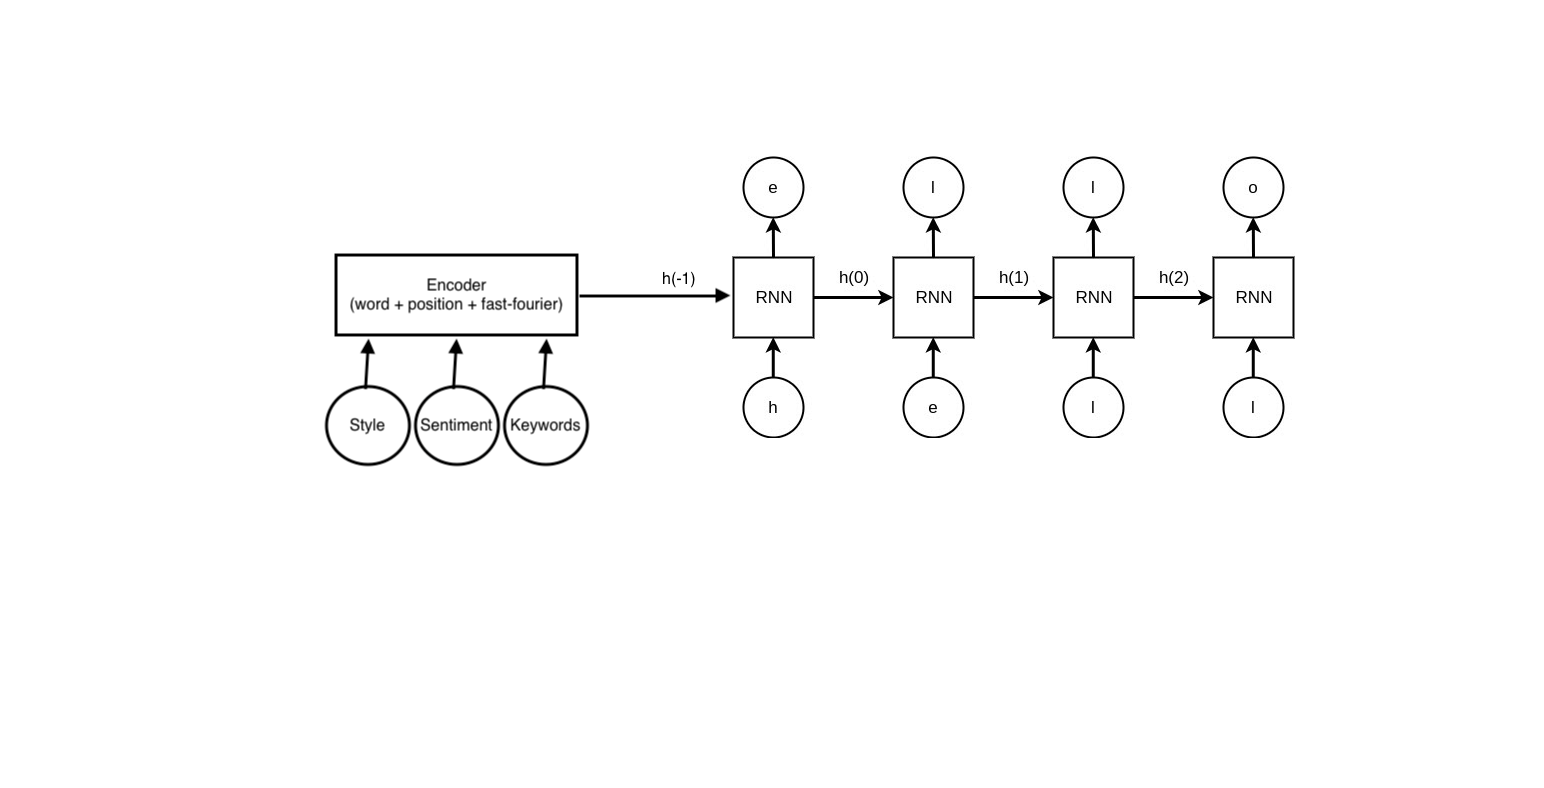 e
l
l
o
h(-1)
h(0)
h(1)
h(2)
Encoder
(word + position + fast-fourier)
RNN
RNN
RNN
RNN
Style
Sentiment
Keywords
h
e
l
l